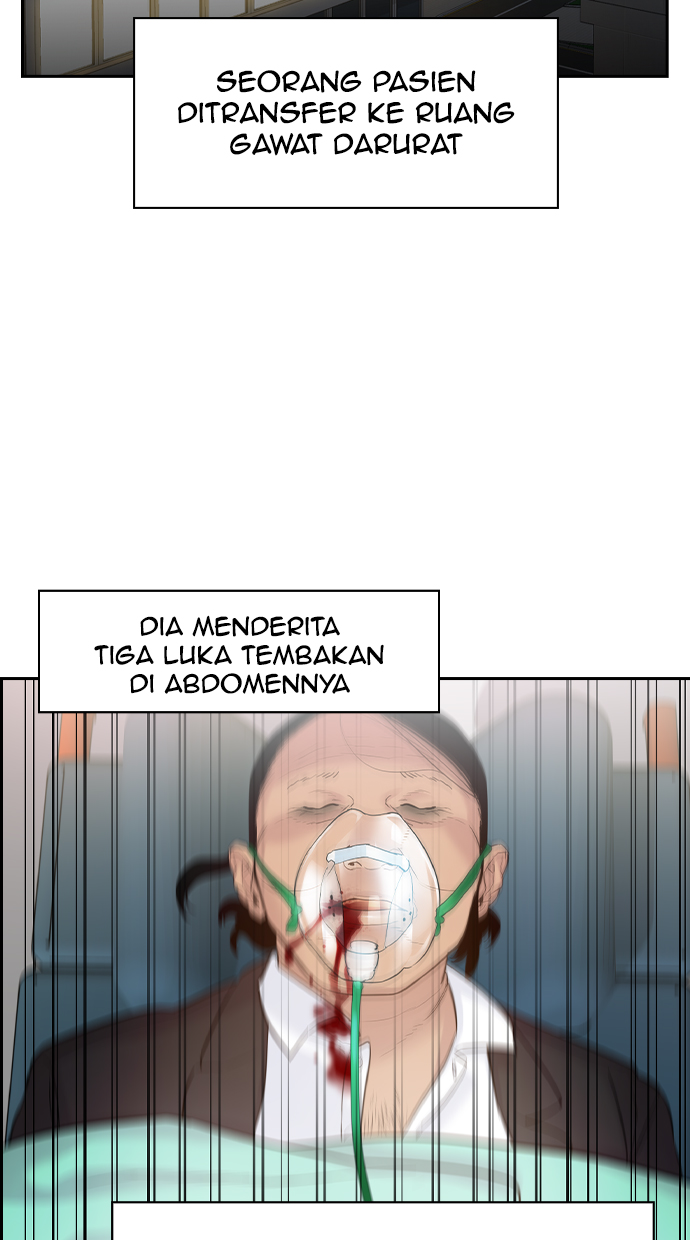 SEORANG PASIEN
DITRANSFER KE RUANG
GAWAT DARURAT
DIA MENDERITA
TIGA LUKA TEMBAKAN
DI ABDOMENNYA